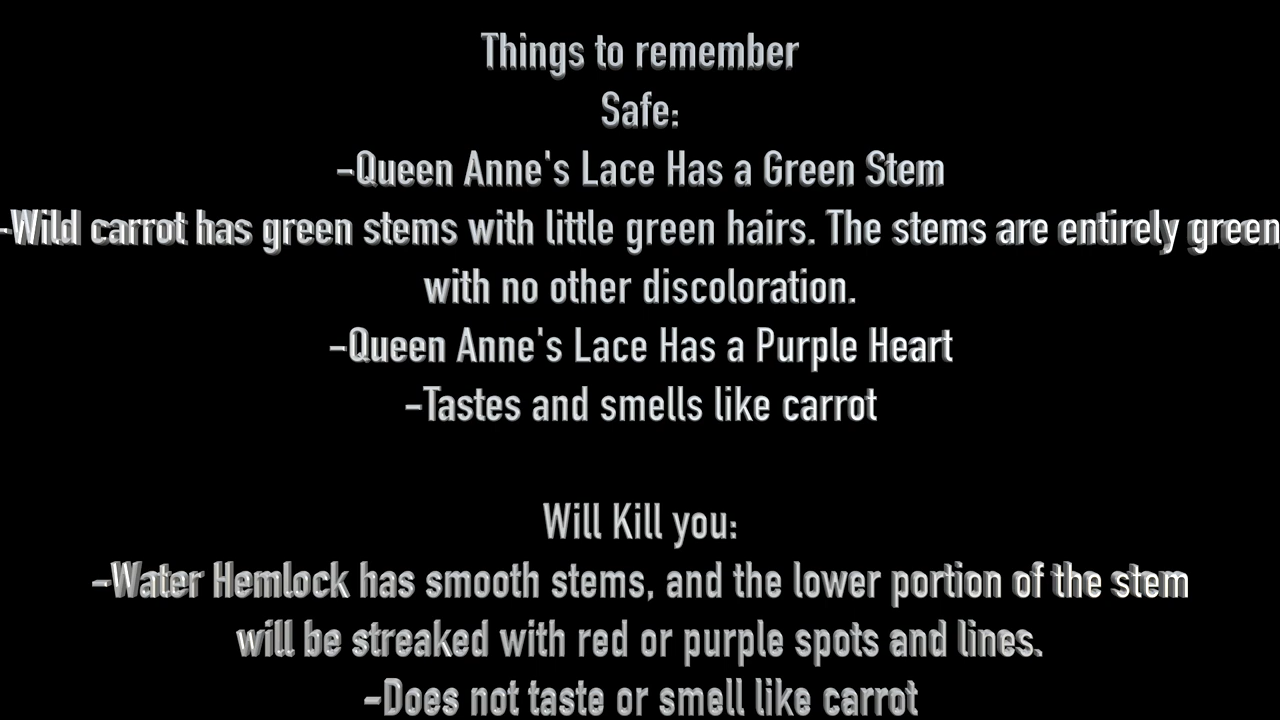 Things to remember
Safe:
-Queen Anne's Lace Has a Green Stem
-Wild carrot has green stems with little green hairs. The stems are entirely green
with no other discoloration.
-Queen Anne's Lace Has a Purple Heart
-Tastes and smells like carrot
Will Kill you:
-Water Hemlock has smooth stems, and the lower portion of the stem
will be streaked with red or purple spots and lines.
-Does not taste or smell like carrot